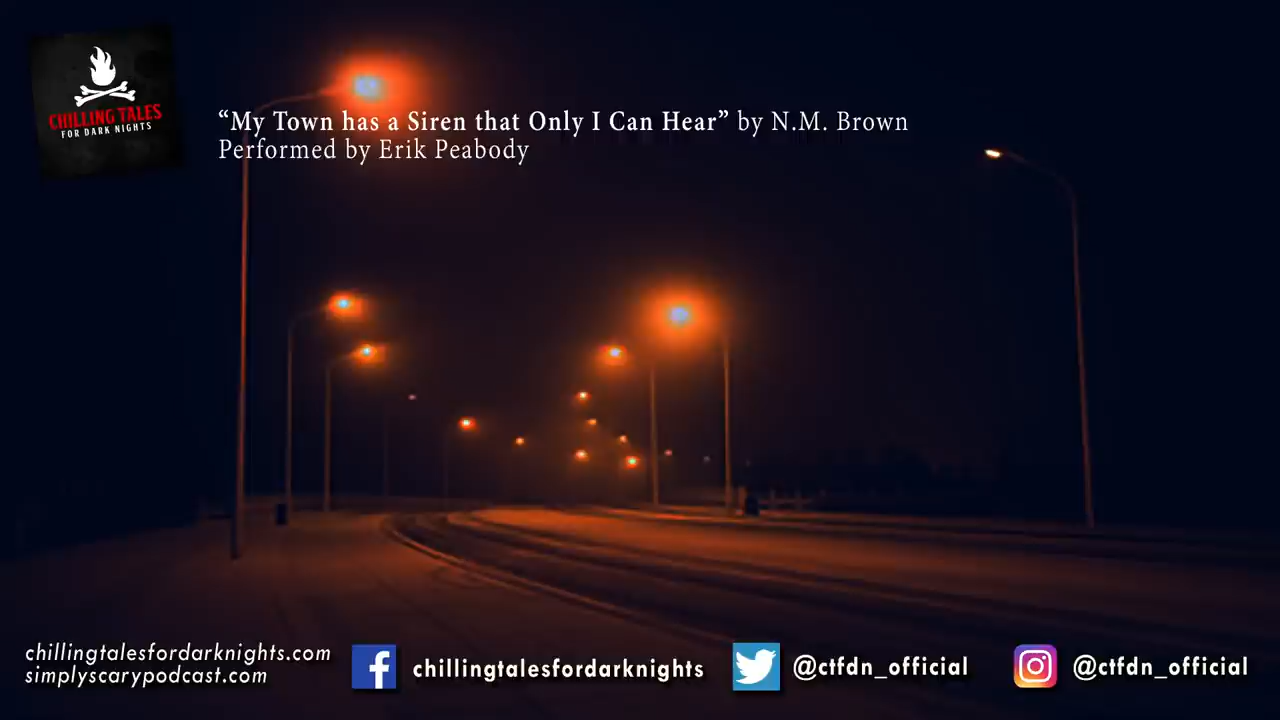 CHILLING TALES
FOR DARK NIGHTS
“My Town has a Siren that Only I Can Hear” by N.M. Brown
Performed by Erik Peabody
chillingtalesfordarknights.com
simplyscarypodcast.com
f chillingtalesfordarknights
@ctfdn_official
@ctfdn_official